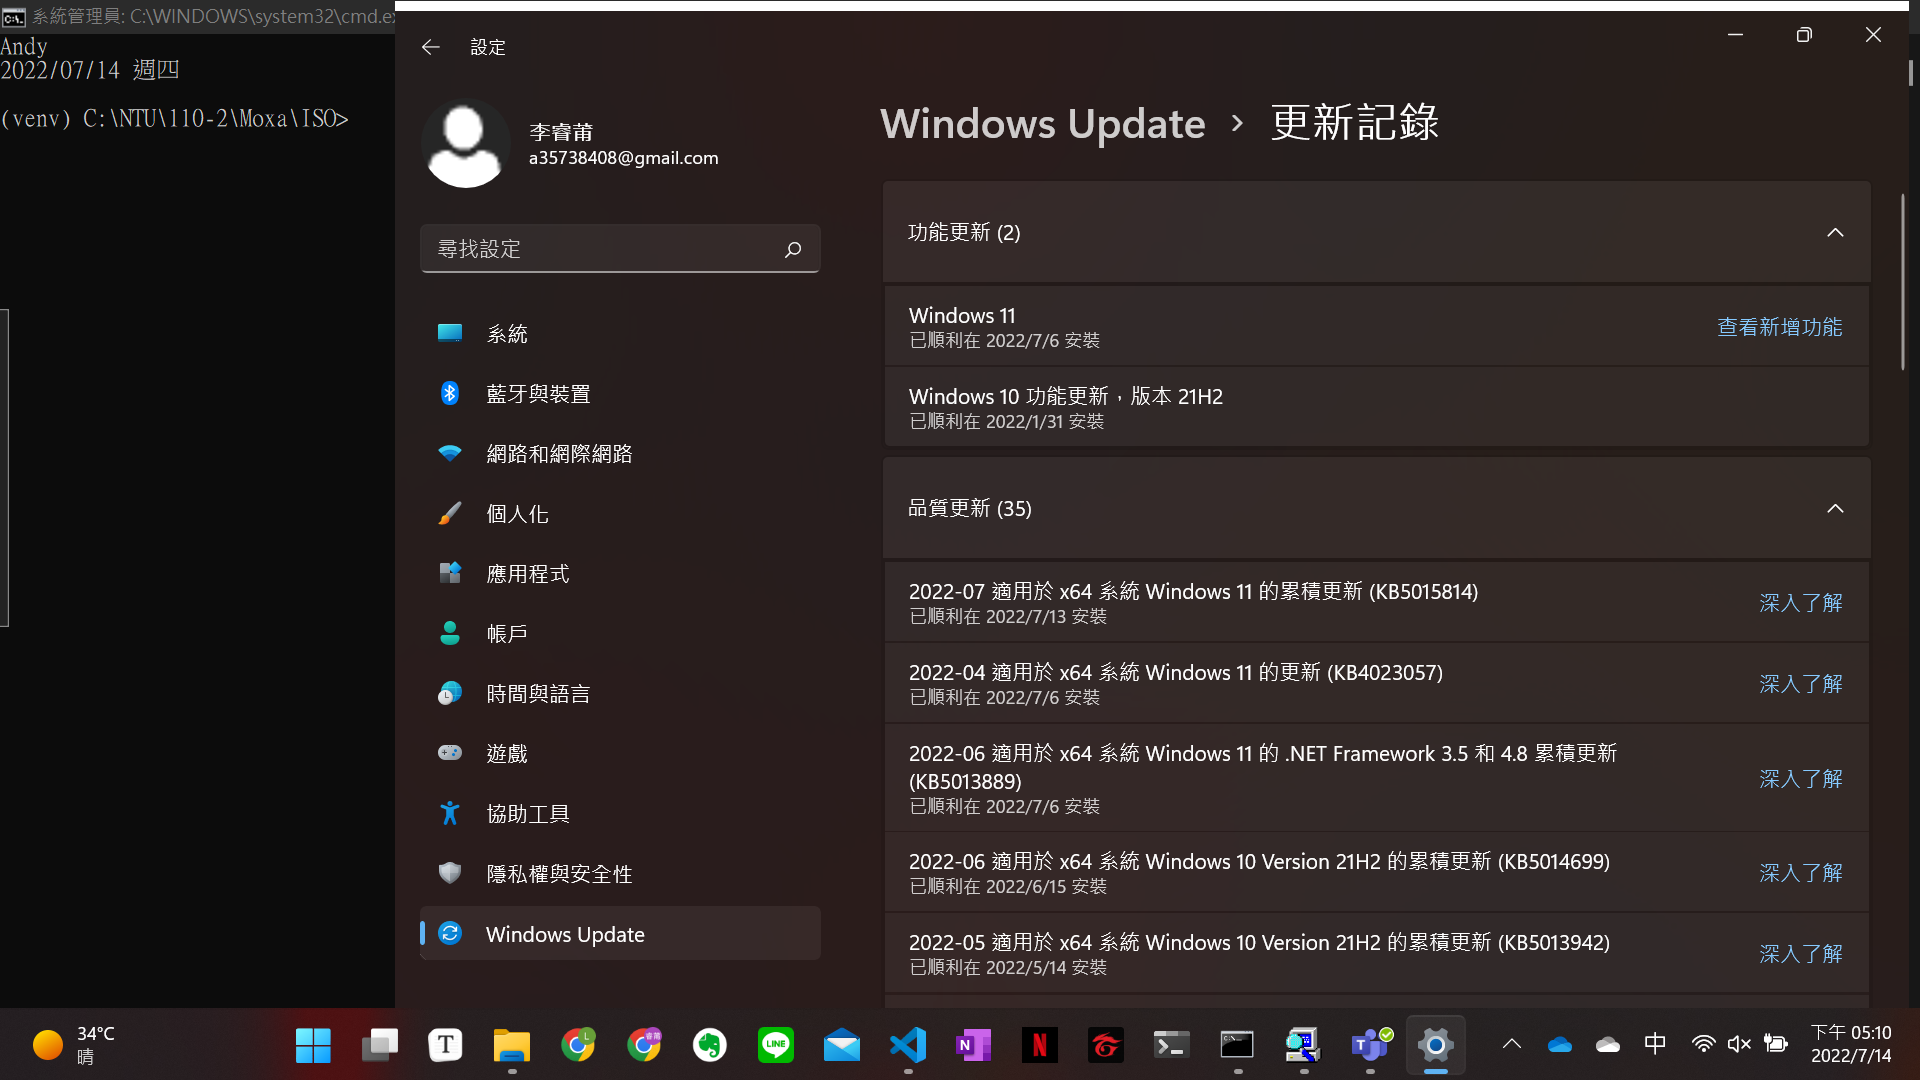 系統管理員: C:\WINDOWS\system32\cmd.ex
Andy
2022/07/14 週四
(venv) C:\NTU\110-2\Moxa\ISO>
設定
李睿莆
a35738408@gmail.com
尋找設定
系統
藍牙與裝置
網路和網際網路
個人化
應用程式
帳戶
時間與語言
遊戲
協助工具
隱私權與安全性
Windows Update
Windows Update > 更新記錄
功能更新 (2)
Windows 11
已順利在 2022/7/6 安裝
查看新增功能
Windows 10 功能更新，版本 21H2
已順利在 2022/1/31 安裝
品質更新 (35)
2022-07 適用於 x64 系統 Windows 11 的累積更新 (KB5015814)
已順利在 2022/7/13 安裝
深入了解
2022-04 適用於 x64 系統 Windows 11 的更新 (KB4023057)
已順利在 2022/7/6 安裝
深入了解
2022-06 適用於 x64 系統 Windows 11 的 .NET Framework 3.5 和 4.8 累積更新
(KB5013889)
已順利在 2022/7/6 安裝
深入了解
2022-06 適用於 x64 系統 Windows 10 Version 21H2 的累積更新 (KB5014699)
已順利在 2022/6/15 安裝
深入了解
2022-05 適用於 x64 系統 Windows 10 Version 21H2 的累積更新 (KB5013942)
已順利在 2022/5/14 安裝
深入了解
34°C
晴
中
下午 05:10
2022/7/14